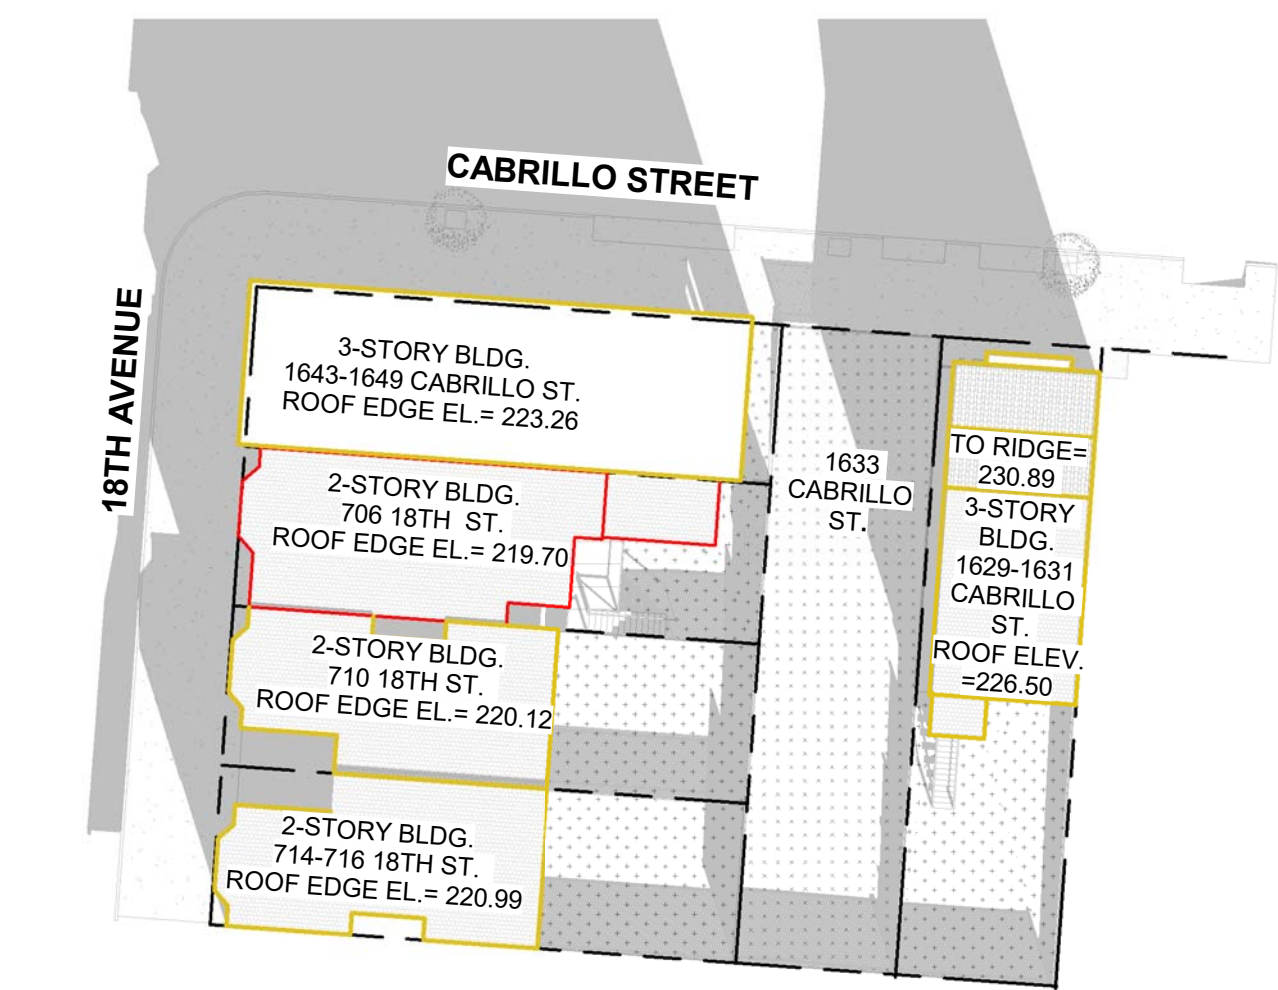 CABRILLO STREET
18TH AVENUE
3-STORY BLDG.
1643-1649 CABRILLO ST.
ROOF EDGE EL.= 223.26
2-STORY BLDG.
706 18TH  ST.
ROOF EDGE EL.= 219.70
2-STORY BLDG.
710 18TH ST.
ROOF EDGE EL.= 220.12
2-STORY BLDG.
714-716 18TH ST.
ROOF EDGE EL.= 220.99
1633
CABRILLO
ST.
TO RIDGE=
230.89
3-STORY
BLDG.
1629-1631
CABRILLO
ST.
ROOF ELEV.
=226.50